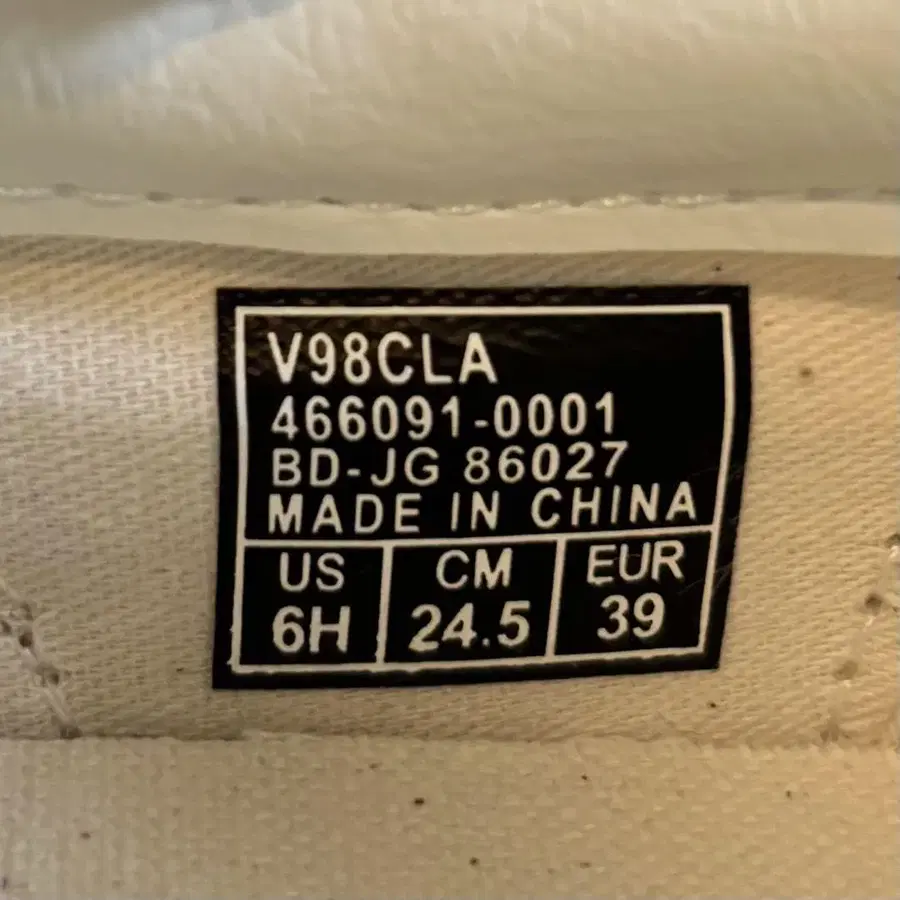 V98CLA
466091-0001
BD-JG 86027
MADE IN CHINA
US CM EUR
6H 24.5 39